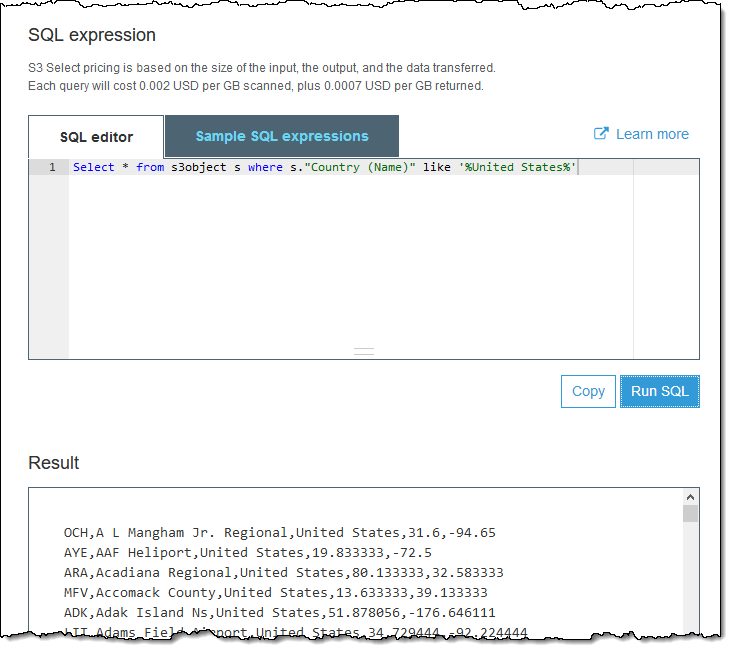 SQL expression
S3 Select pricing is based on the size of the input, the output, and the data transferred.
Each query will cost 0.002 USD per GB scanned, plus 0.0007 USD per GB returned.
SQL editor
Sample SQL expressions
Learn more
1 Select * from s3object s where s."Country (Name)" like '%United States%'
Copy
Run SQL
Result
OCH,A L Mangham Jr. Regional,United States,31.6,-94.65
AYE,AAF Heliport,United States,19.833333,-72.5
ARA,Acadiana Regional,United States,80.133333,32.583333
MFV,Accomack County,United States,13.633333,39.133333
ADK,Adak Island Ns,United States,51.878056,-176.646111
LIT,Adams Field Airport,United States,34.729444,-92.224444